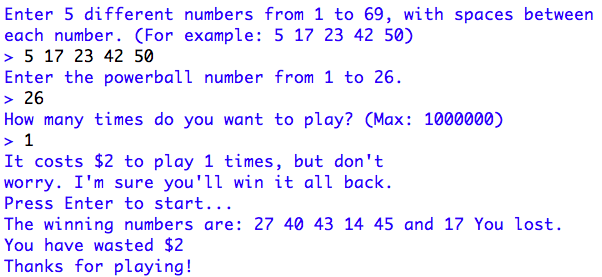 Enter 5 different numbers from 1 to 69, with spaces between
each number. (For example: 5 17 23 42 50)
> 5 17 23 42 50
Enter the powerball number from 1 to 26.
> 26
How many times do you want to play? (Max: 1000000)
> 1
It costs $2 to play 1 times, but don't
worry. I'm sure you'll win it all back.
Press Enter to start...
The winning numbers are: 27 40 43 14 45 and 17 You lost.
You have wasted $2
Thanks for playing!